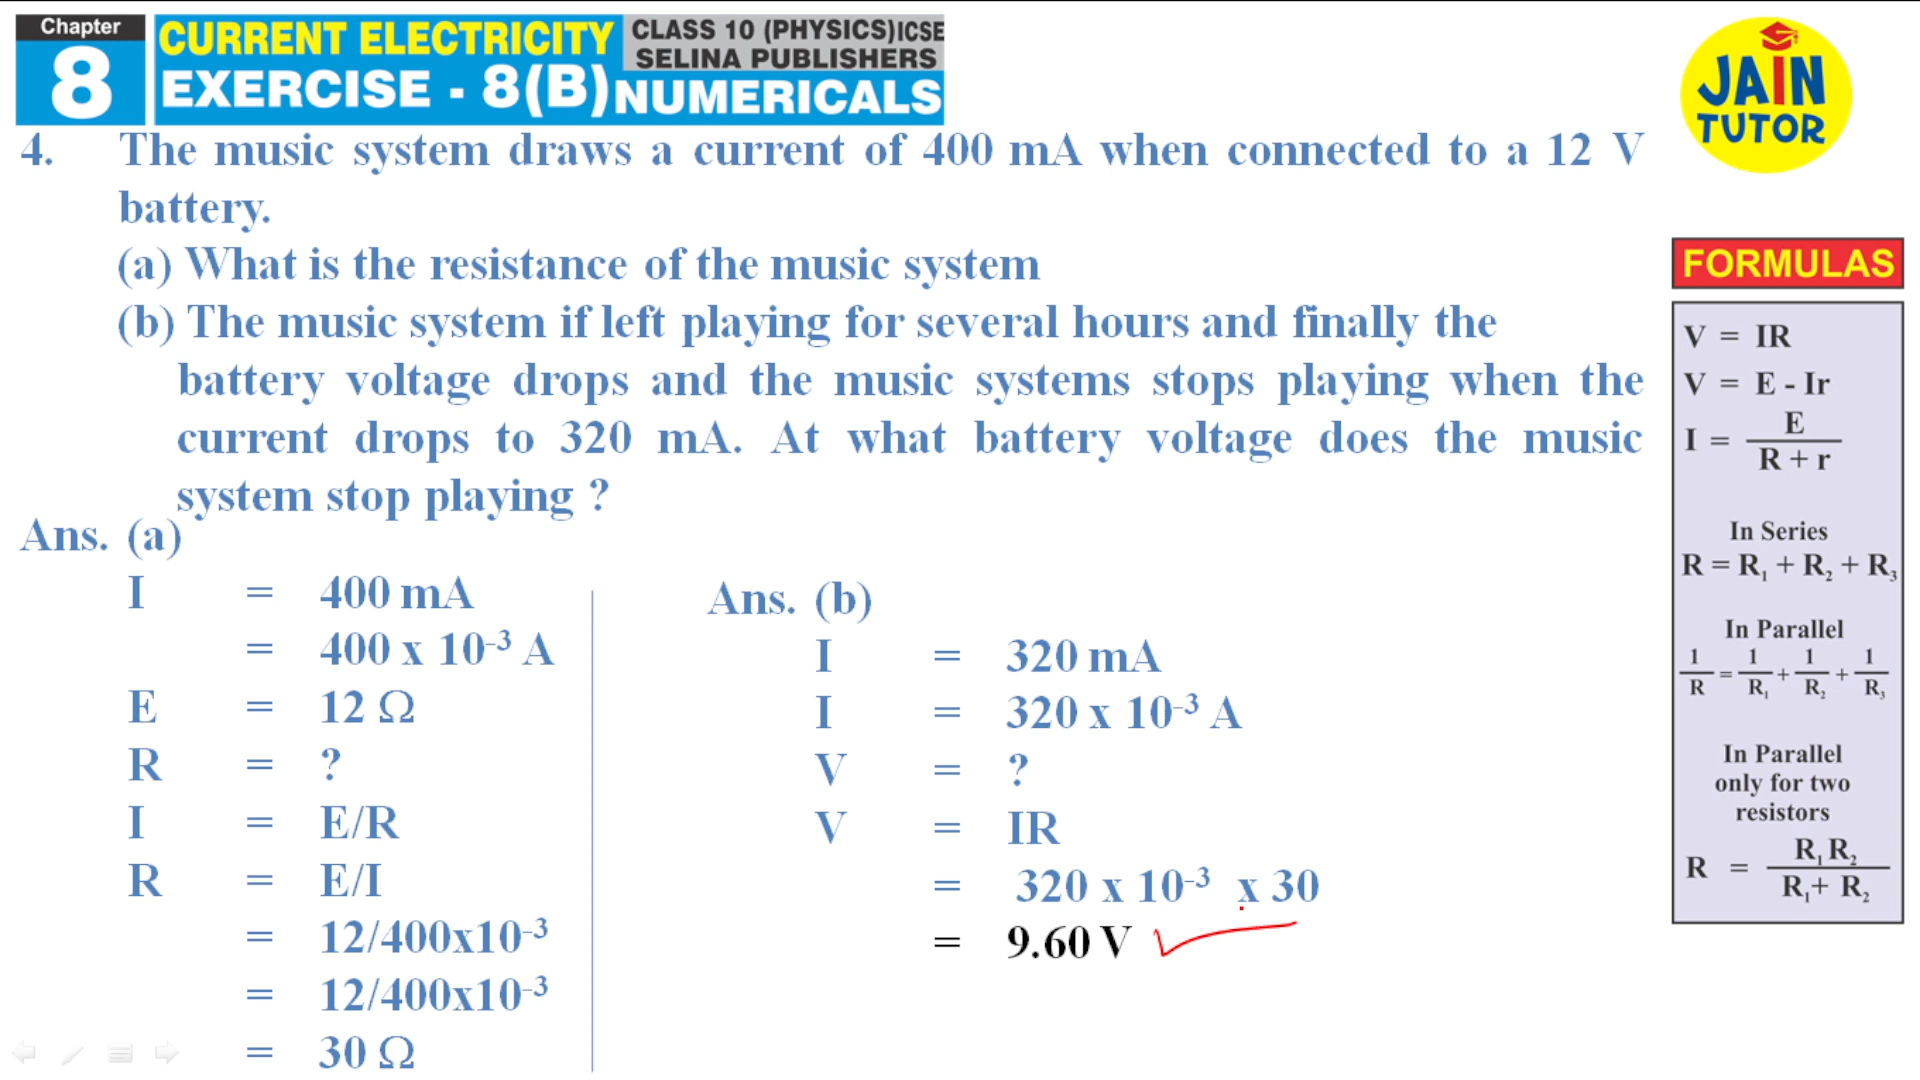 Chapter
8
CURRENT ELECTRICITY
CLASS 10 (PHYSICS)ICSE
SELINA PUBLISHERS
EXERCISE - 8(B) NUMERICALS
JAIN
TUTOR
4. The music system draws a current of 400 mA when connected to a 12 V
battery.
(a) What is the resistance of the music system
(b) The music system if left playing for several hours and finally the
battery voltage drops and the music systems stops playing when the
current drops to 320 mA. At what battery voltage does the music
system stop playing ?
Ans. (a)
I = 400 mA
= 400 x 10⁻³ A
E = 12 Ω
R = ?
I = E/R
R = E/I
= 12/400x10⁻³
= 12/400x10⁻³
= 30 Ω
Ans. (b)
I = 320 mA
I = 320 x 10⁻³ A
V = ?
V = IR
= 320 x 10⁻³ x 30
= 9.60 V
FORMULAS
V = IR
V = E - Ir
I = E / R + r
In Series
R = R₁ + R₂ + R₃
In Parallel
1/R = 1/R₁ + 1/R₂ + 1/R₃
In Parallel
only for two
resistors
R = R₁ R₂ / R₁+ R₂